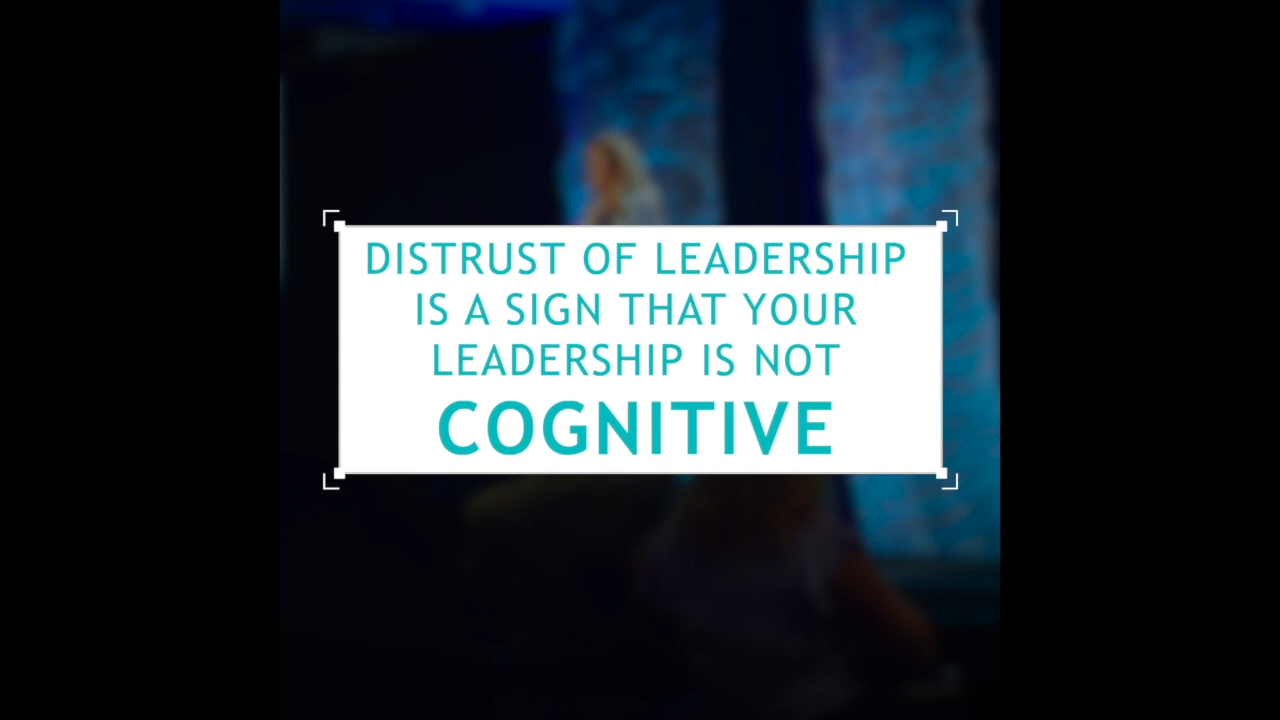 DISTRUST OF LEADERSHIP
IS A SIGN THAT YOUR
LEADERSHIP IS NOT
COGNITIVE